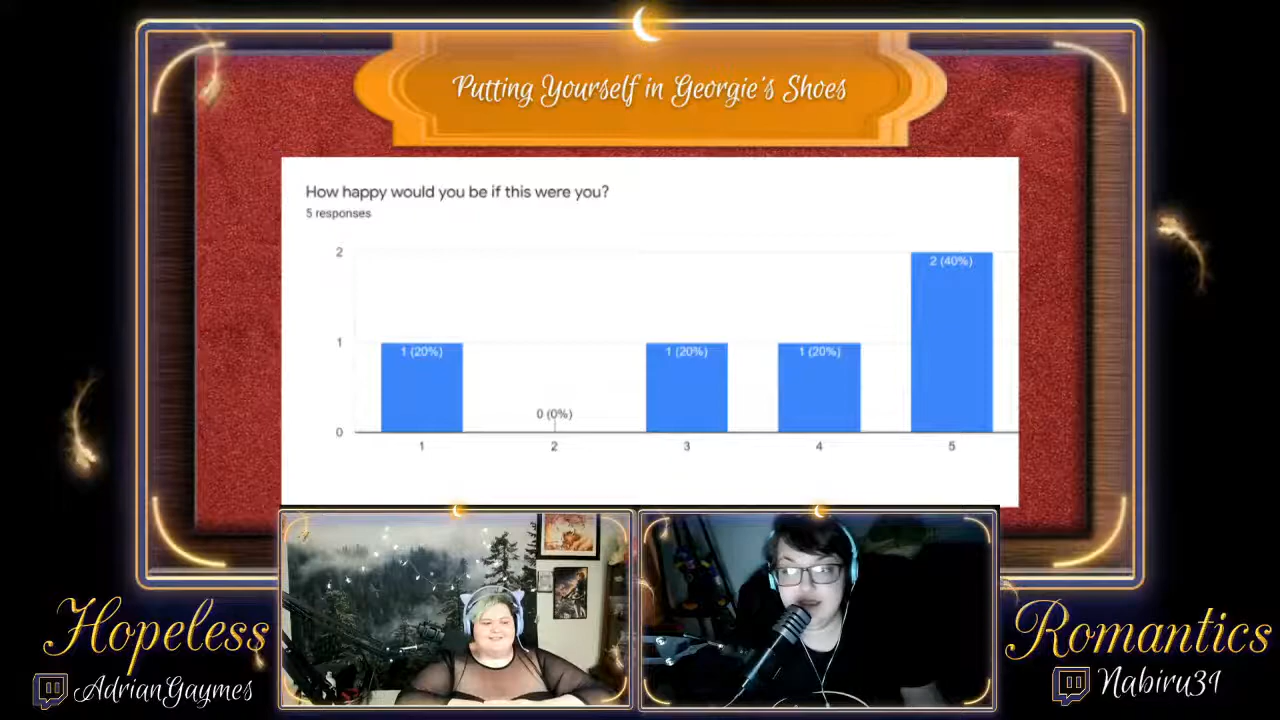 Putting Yourself in Georgie's Shoes
How happy would you be if this were you?
5 responses
2
1
0
1 (20%)
0 (0%)
1 (20%)
1 (20%)
2 (40%)
1 2 3 4 5
Hopeless
AdrianGaymes
Romantics
Nabiru31